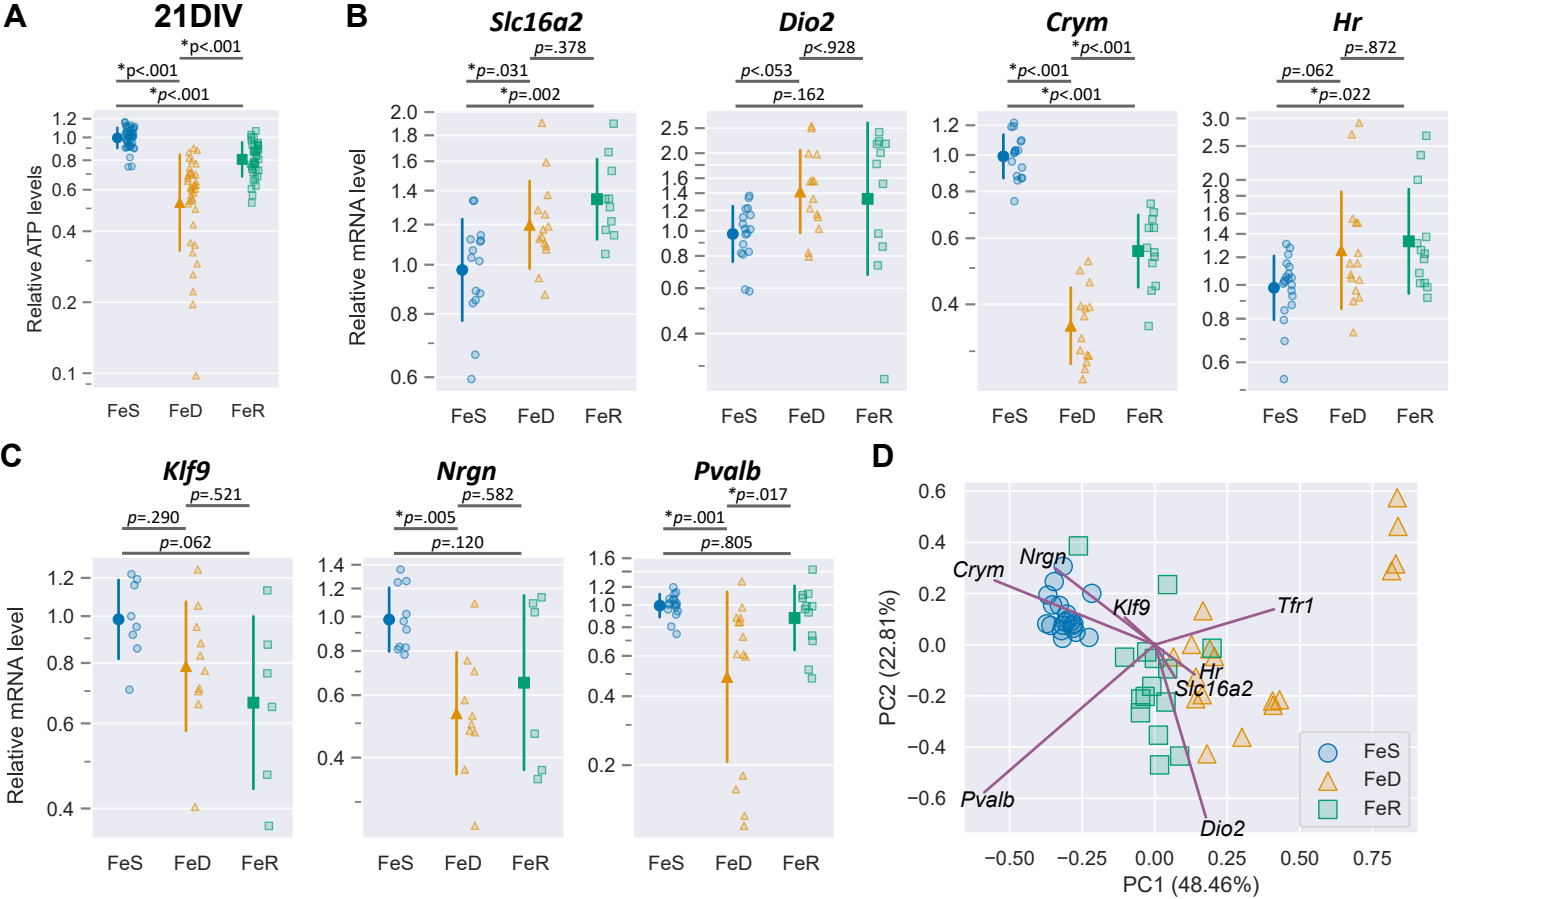 A
21DIV
*p<.001
*p<.001
*p<.001
Relative ATP levels
1.2
1.0
0.8
0.6
0.4
0.2
0.1
FeS FeD FeR
B
Slc16a2
p=.378
*p=.031
*p=.002
Relative mRNA level
2.0
1.8
1.6
1.4
1.2
1.0
0.8
0.6
FeS FeD FeR
Dio2
p<.928
p<.053
p=.162
2.5
2.0
1.6
1.4
1.2
1.0
0.8
0.6
0.4
FeS FeD FeR
Crym
*p<.001
*p<.001
*p<.001
1.2
1.0
0.8
0.6
0.4
FeS FeD FeR
Hr
p=.872
p=.062
*p=.022
3.0
2.5
2.0
1.8
1.6
1.4
1.2
1.0
0.8
0.6
FeS FeD FeR
C
Klf9
p=.521
p=.290
p=.062
Relative mRNA level
1.2
1.0
0.8
0.6
0.4
FeS FeD FeR
Nrgn
p=.582
*p=.005
p=.120
1.4
1.2
1.0
0.8
0.6
0.4
FeS FeD FeR
Pvalb
*p=.017
*p=.001
p=.805
1.6
1.2
1.0
0.8
0.6
0.4
0.2
FeS FeD FeR
D
PC2 (22.81%)
0.6
0.4
0.2
0.0
−0.2
−0.4
−0.6
Nrgn
Crym
Klf9
Tfr1
Hr
Slc16a2
Pvalb
Dio2
FeS
FeD
FeR
−0.50 −0.25 0.00 0.25 0.50 0.75
PC1 (48.46%)